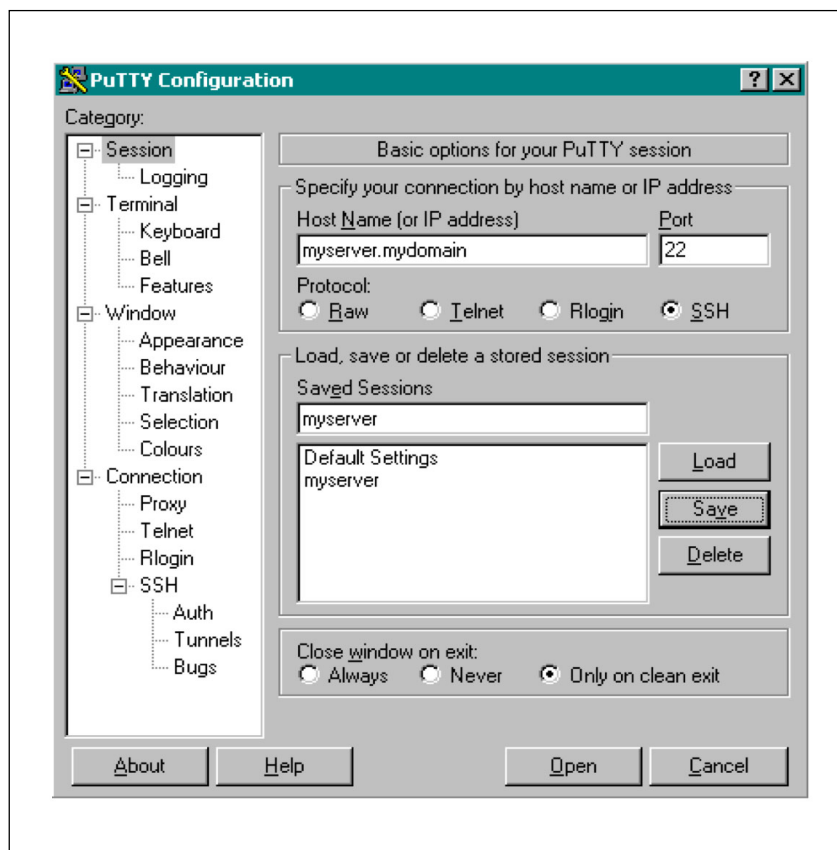 PuTTY Configuration
Category:
Session
Logging
Terminal
Keyboard
Bell
Features
Window
Appearance
Behaviour
Translation
Selection
Colours
Connection
Proxy
Telnet
Rlogin
SSH
Auth
Tunnels
Bugs
Basic options for your PuTTY session
Specify your connection by host name or IP address
Host Name (or IP address) Port
myserver.mydomain 22
Protocol:
Raw Telnet Rlogin SSH
Load, save or delete a stored session
Saved Sessions
myserver
Default Settings
myserver
Load
Save
Delete
Close window on exit:
Always Never Only on clean exit
About Help Open Cancel